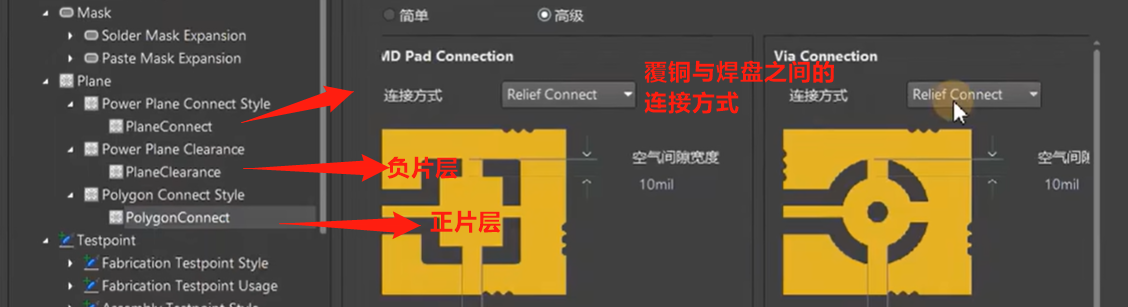 Mask
Solder Mask Expansion
Paste Mask Expansion
Plane
Power Plane Connect Style
PlaneConnect
Power Plane Clearance
PlaneClearance
Polygon Connect Style
PolygonConnect
Testpoint
Fabrication Testpoint Style
Fabrication Testpoint Usage
Assembly Testpoint Style
简单
高级
MD Pad Connection
连接方式
Relief Connect
空气间隙宽度
10mil
覆铜与焊盘之间的
连接方式
负片层
正片层
Via Connection
连接方式
Relief Connect
空气间隙
10mil